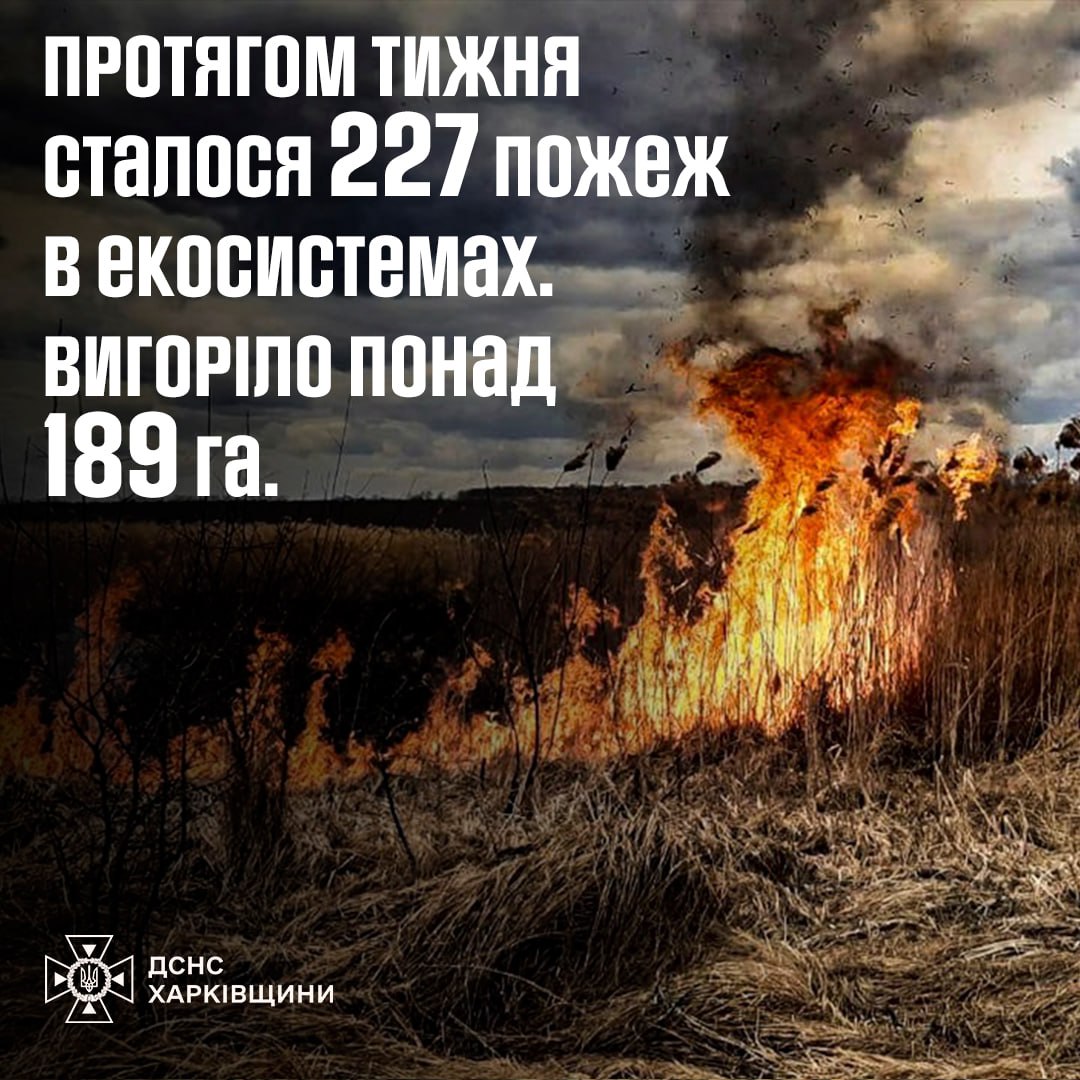 протягом тижня
сталося 227 пожеж
в екосистемах.
вигоріло понад
189 га.
ДСНС
ХАРКІВЩИНИ